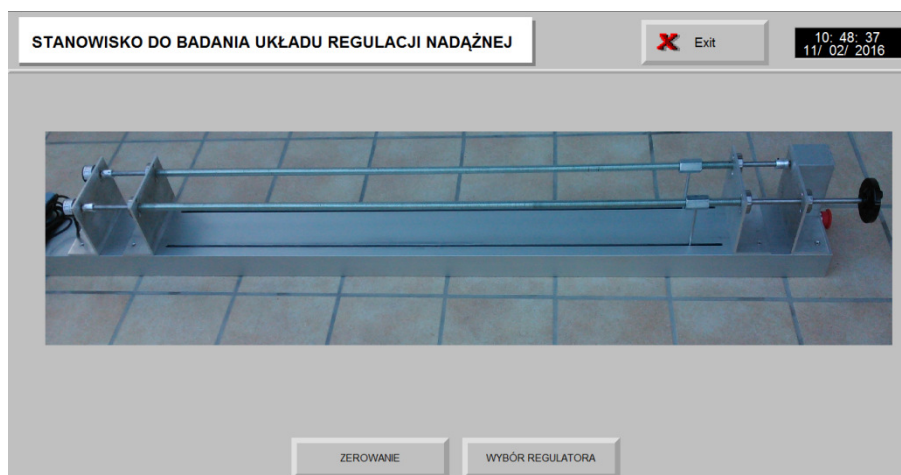 STANOWISKO DO BADANIA UKŁADU REGULACJI NADĄŻNEJ
Exit
10: 48: 37
11/ 02/ 2016
ZEROWANIE
WYBÓR REGULATORA